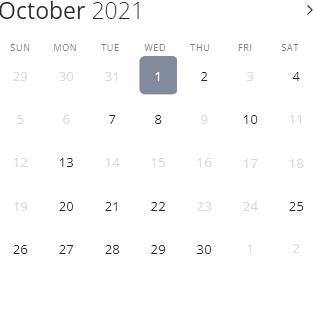 October 2021
SUN MON TUE WED THU FRI SAT
29 30 31 1 2 3 4
5 6 7 8 9 10 11
12 13 14 15 16 17 18
19 20 21 22 23 24 25
26 27 28 29 30 1 2